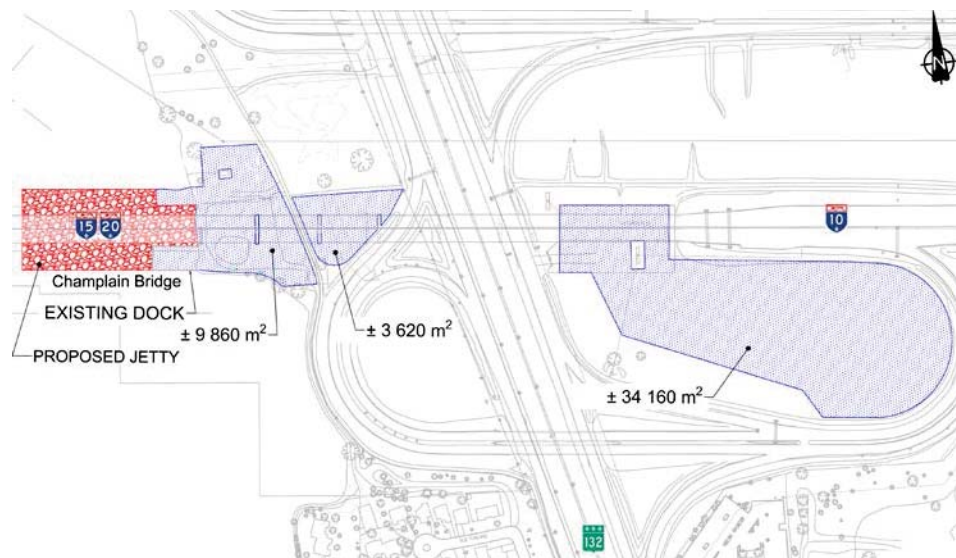 N
15 20
10
Champlain Bridge
EXISTING DOCK
± 9 860 m²
± 3 620 m²
PROPOSED JETTY
± 34 160 m²
132